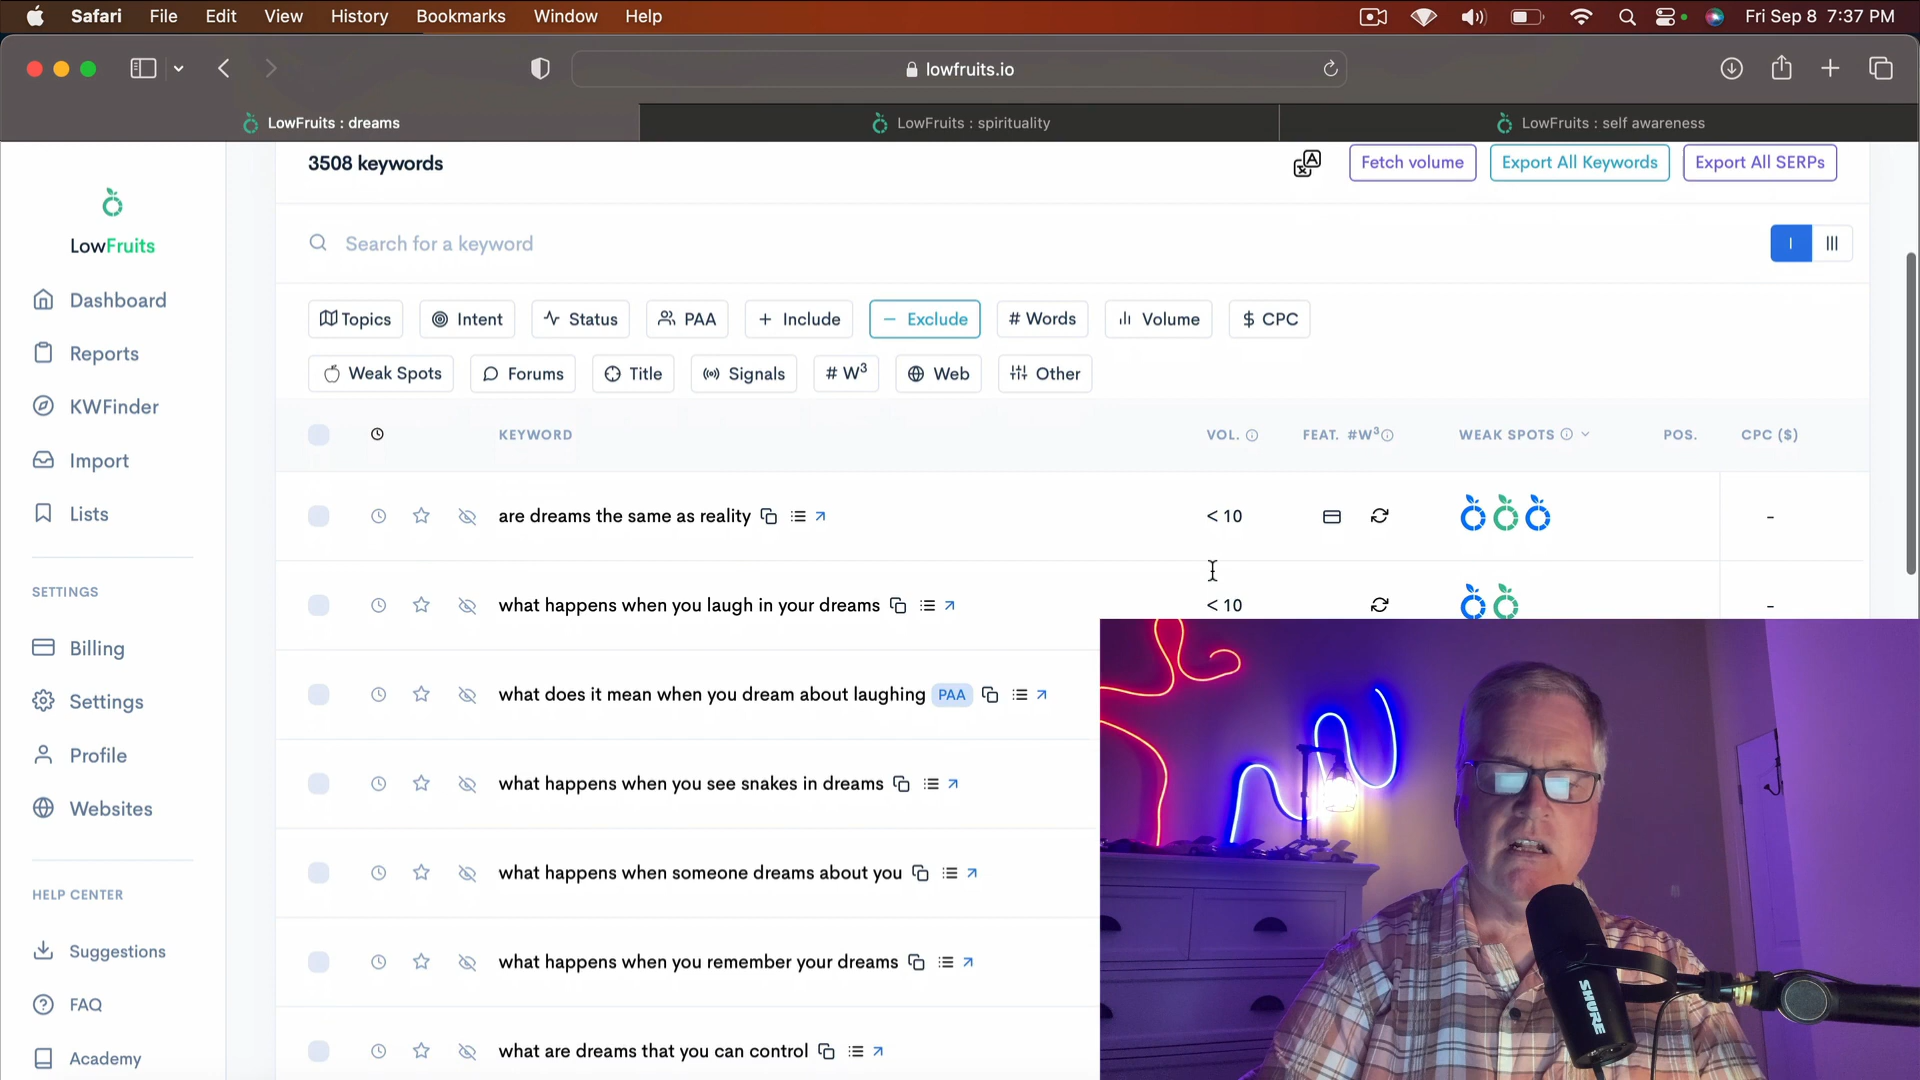 Safari File Edit View History Bookmarks Window Help Fri Sep 8 7:37 PM
lowfruits.io
LowFruits : dreams LowFruits : spirituality LowFruits : self awareness
LowFruits
Dashboard
Reports
KWFinder
Import
Lists
SETTINGS
Billing
Settings
Profile
Websites
HELP CENTER
Suggestions
FAQ
Academy
3508 keywords Fetch volume Export All Keywords Export All SERPs
Search for a keyword
Topics Intent Status PAA + Include − Exclude # Words Volume $ CPC
Weak Spots Forums Title Signals # W³ Web Other
KEYWORD VOL. FEAT. #W³ WEAK SPOTS POS. CPC ($)
are dreams the same as reality < 10 -
what happens when you laugh in your dreams < 10 -
what does it mean when you dream about laughing PAA
what happens when you see snakes in dreams
what happens when someone dreams about you
what happens when you remember your dreams
what are dreams that you can control
SHURE